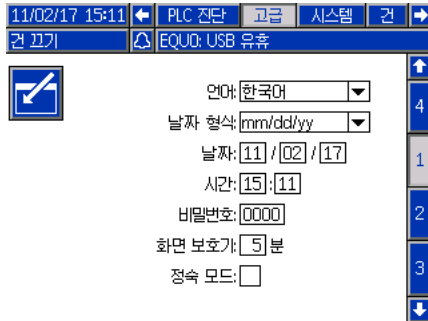 11/02/17 15:11 PLC 진단 고급 시스템 건
건 끄기 EQU0: USB 유휴
언어: 한국어
날짜 형식: mm/dd/yy
날짜: 11 / 02 / 17
시간: 15 : 11
비밀번호: 0000
화면 보호기: 5 분
정숙 모드:
4
1
2
3